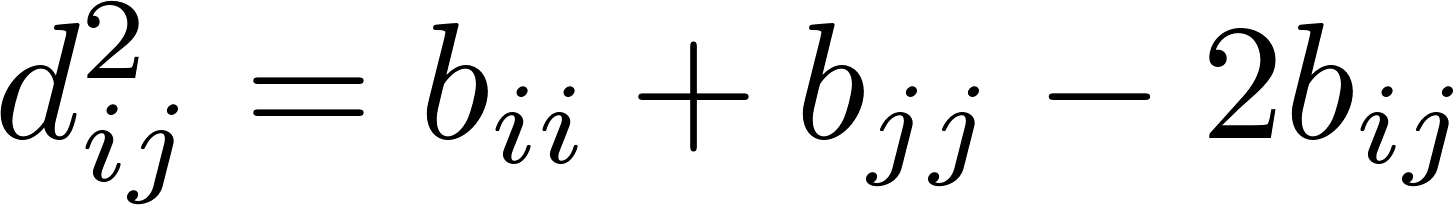 d_{ij}^2 = b_{ii} + b_{jj} - 2b_{ij}